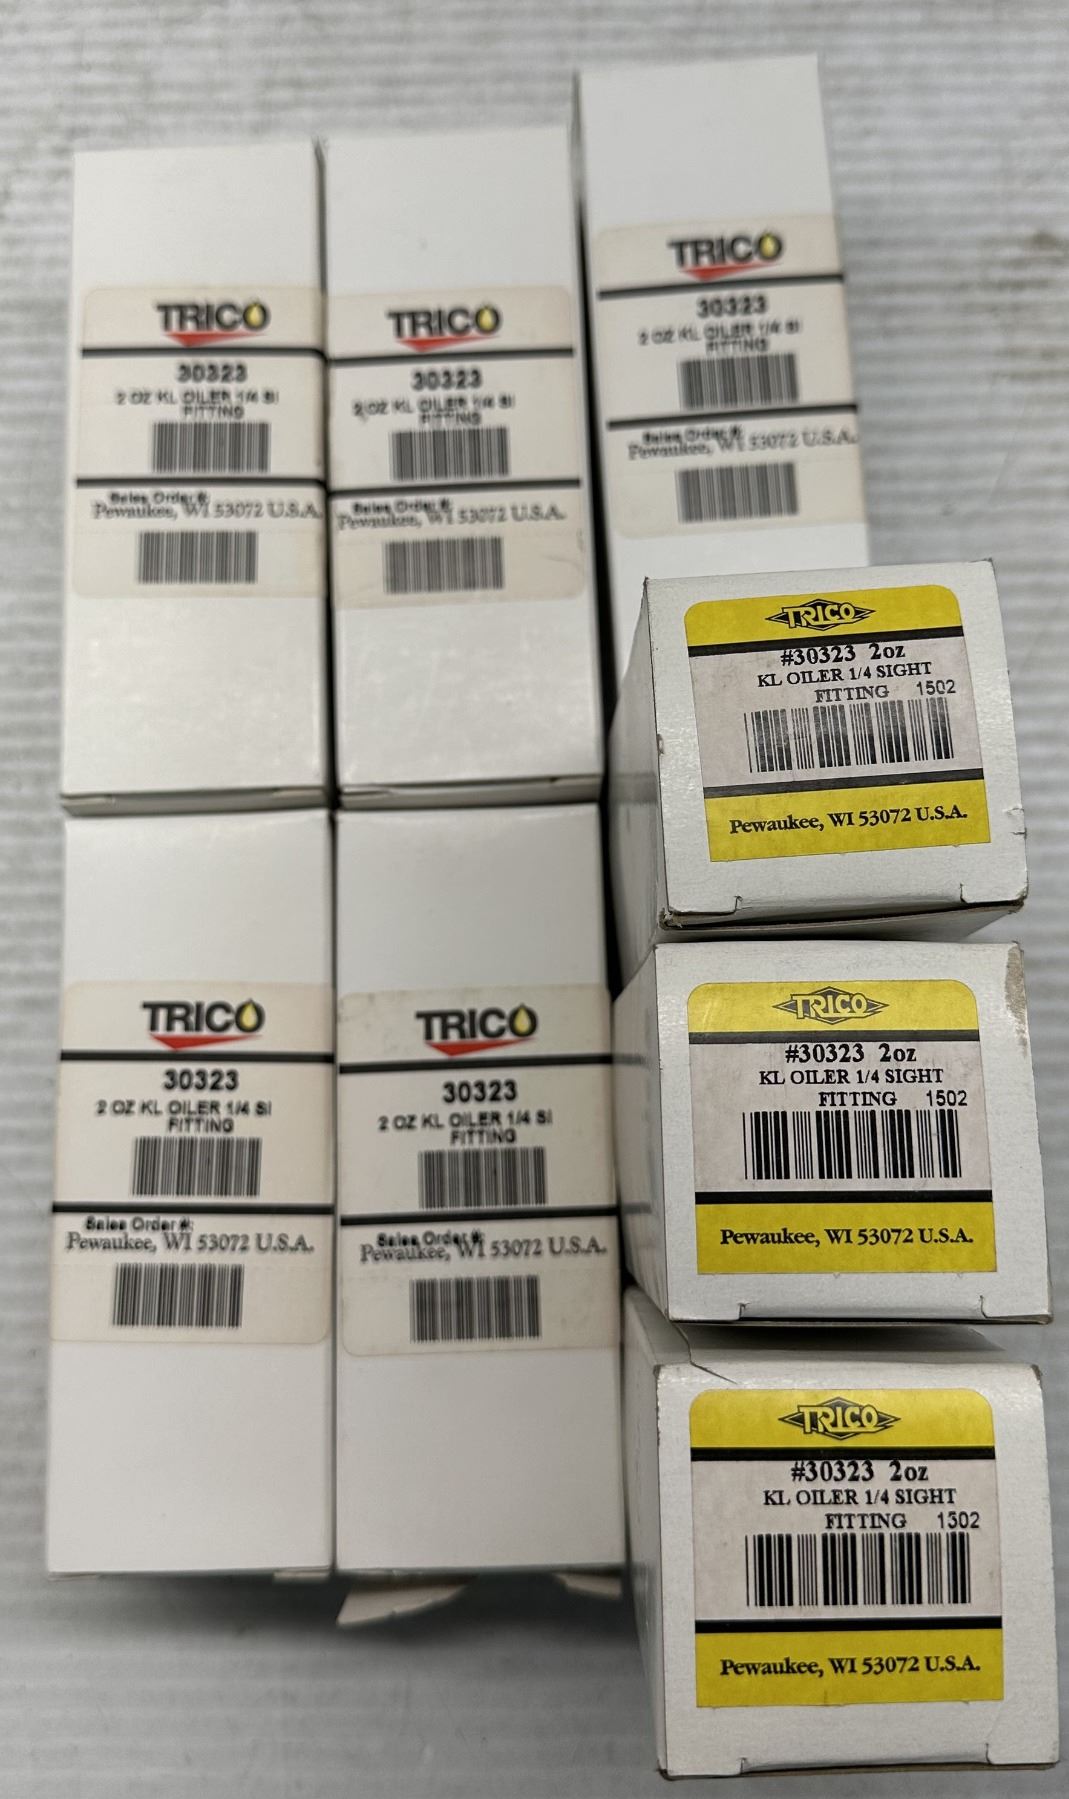 TRICO
30323
2 OZ KL OILER 1/4 SI
FITTING
Sales Order #:
Pewaukee, WI 53072 U.S.A.
TRICO
30323
2 OZ KL OILER 1/4 SI
FITTING
Sales Order #:
Pewaukee, WI 53072 U.S.A.
TRICO
30323
2 OZ KL OILER 1/4 SI
FITTING
Sales Order #:
Pewaukee, WI 53072 U.S.A.
TRICO
#30323 2oz
KL OILER 1/4 SIGHT
FITTING 1502
Pewaukee, WI 53072 U.S.A.
TRICO
30323
2 OZ KL OILER 1/4 SI
FITTING
Sales Order #:
Pewaukee, WI 53072 U.S.A.
TRICO
30323
2 OZ KL OILER 1/4 SI
FITTING
Sales Order #:
Pewaukee, WI 53072 U.S.A.
TRICO
#30323 2oz
KL OILER 1/4 SIGHT
FITTING 1502
Pewaukee, WI 53072 U.S.A.
TRICO
#30323 2oz
KL OILER 1/4 SIGHT
FITTING 1302
Pewaukee, WI 53072 U.S.A.